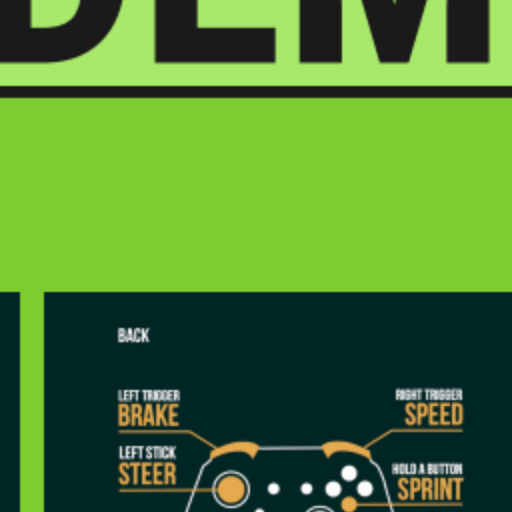 DEM
BACK
LEFT TRIGGER
BRAKE
RIGHT TRIGGER
SPEED
LEFT STICK
STEER
HOLD A BUTTON
SPRINT